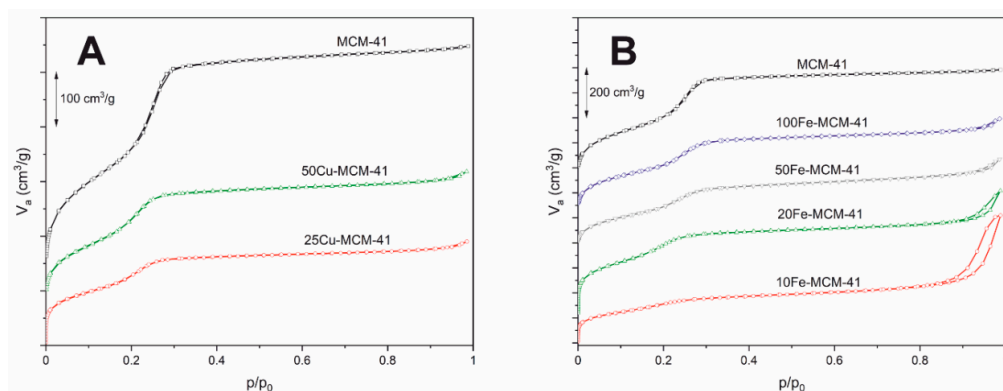 A
MCM-41
100 cm³/g
50Cu-MCM-41
25Cu-MCM-41
Vₐ (cm³/g)
0 0.2 0.4 0.6 0.8 1
p/p₀
B
MCM-41
200 cm³/g
100Fe-MCM-41
50Fe-MCM-41
20Fe-MCM-41
10Fe-MCM-41
Vₐ (cm³/g)
0 0.2 0.4 0.6 0.8
p/p₀